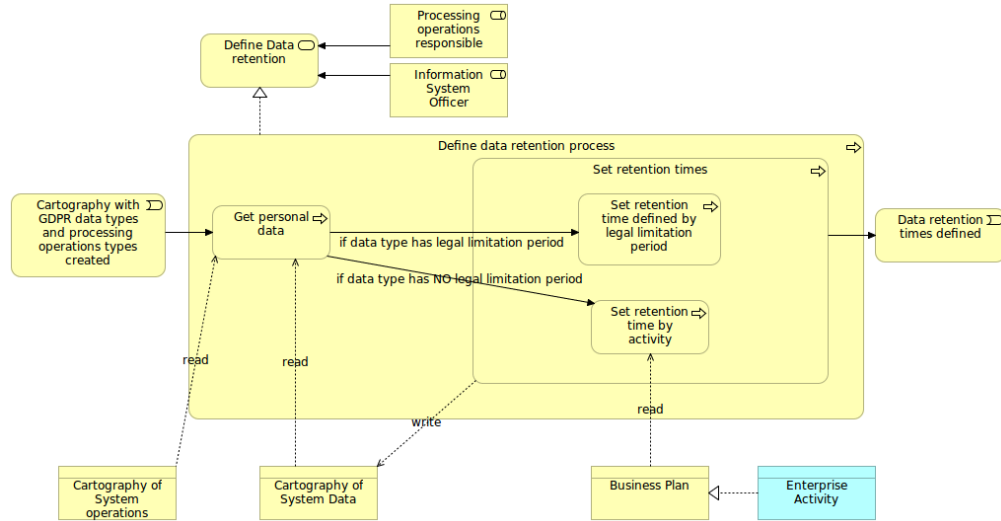 Processing
operations
responsible
Define Data
retention
Information
System
Officer
Define data retention process
Set retention times
Cartography with
GDPR data types
and processing
operations types
created
Get personal
data
Set retention
time defined by
legal limitation
period
Data retention
times defined
if data type has legal limitation period
if data type has NO legal limitation period
Set retention
time by
activity
read
read
read
write
Cartography of
System
operations
Cartography of
System Data
Business Plan
Enterprise
Activity